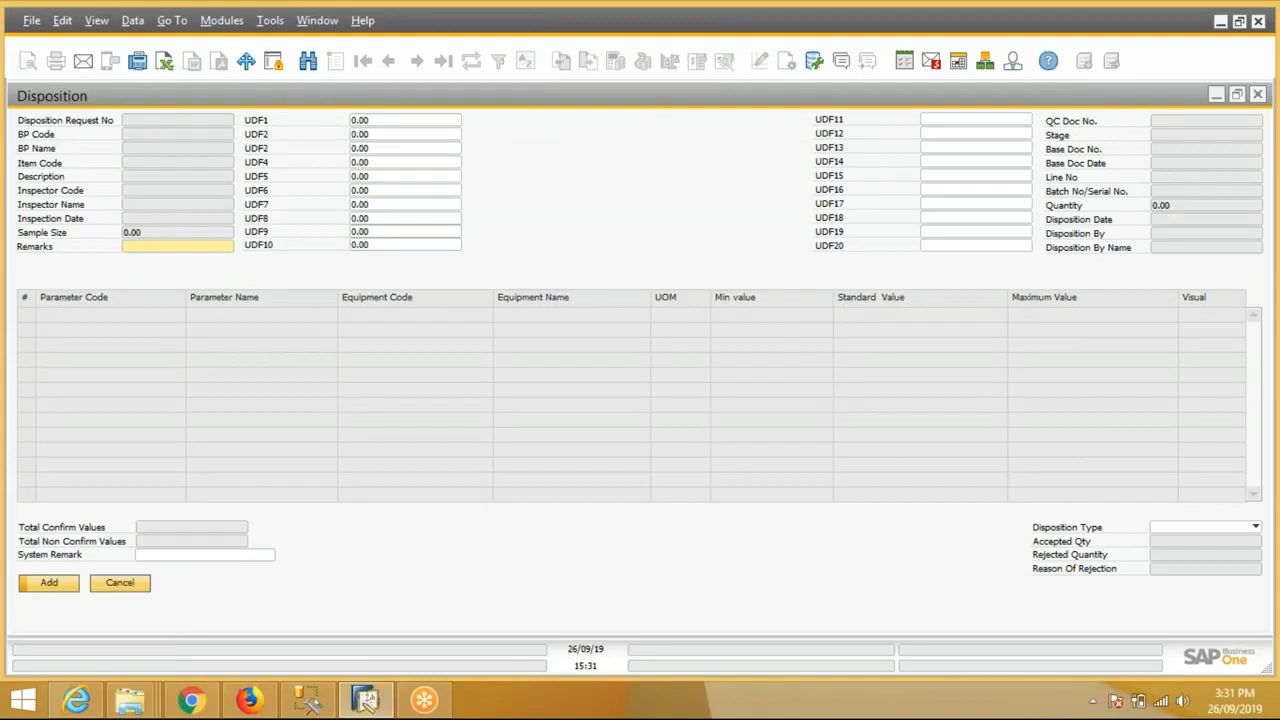 File Edit View Data Go To Modules Tools Window Help
Disposition
Disposition Request No UDF1 0.00 UDF11 QC Doc No.
BP Code UDF2 0.00 UDF12 Stage
BP Name UDF2 0.00 UDF13 Base Doc No.
Item Code UDF4 0.00 UDF14 Base Doc Date
Description UDF5 0.00 UDF15 Line No
Inspector Code UDF6 0.00 UDF16 Batch No/Serial No.
Inspector Name UDF7 0.00 UDF17 Quantity 0.00
Inspection Date UDF8 0.00 UDF18 Disposition Date
Sample Size 0.00 UDF9 0.00 UDF19 Disposition By
Remarks UDF10 0.00 UDF20 Disposition By Name
# Parameter Code Parameter Name Equipment Code Equipment Name UOM Min value Standard Value Maximum Value Visual
Total Confirm Values Disposition Type
Total Non Confirm Values Accepted Qty
System Remark Rejected Quantity
Reason Of Rejection
Add Cancel
26/09/19
15:31
SAP Business One
3:31 PM
26/09/2019